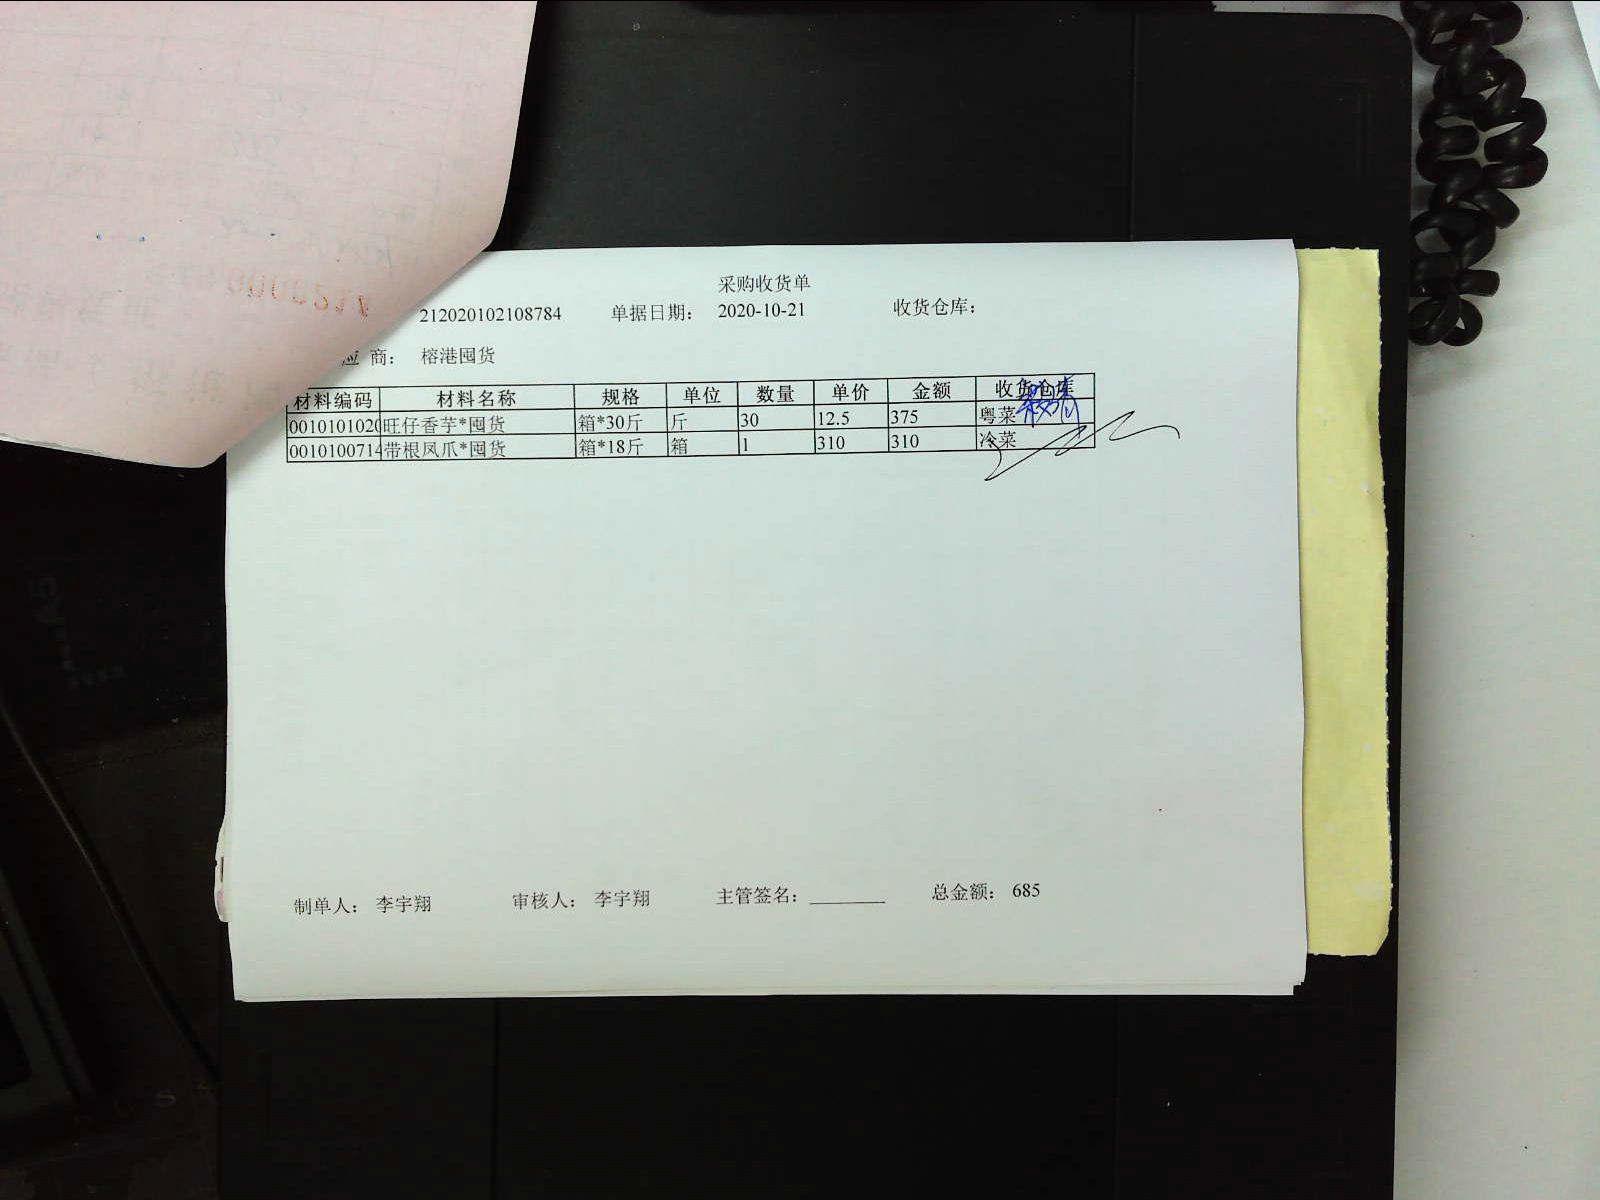 采购收货单
212020102108784 单据日期: 2020-10-21 收货仓库:
应 商: 榕港囤货
材料编码 材料名称 规格 单位 数量 单价 金额 收货仓库
0010101020 旺仔香芋*囤货 箱*30斤 斤 30 12.5 375 粤菜
0010100714 带根凤爪*囤货 箱*18斤 箱 1 310 310 冷菜
制单人: 李宇翔 审核人: 李宇翔 主管签名: 总金额: 685